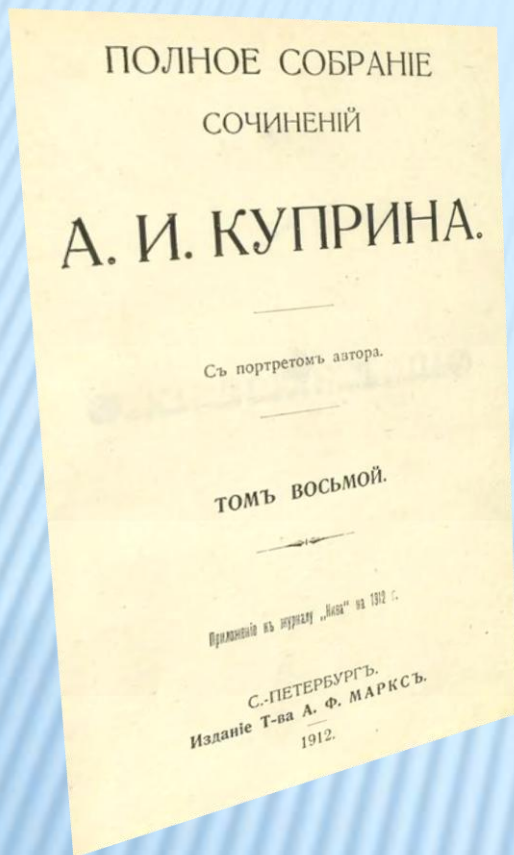 ПОЛНОЕ СОБРАНІЕ
СОЧИНЕНІЙ
А. И. КУПРИНА.
Съ портретомъ автора.
ТОМЪ ВОСЬМОЙ.
Приложеніе къ журналу „Нива“ на 1912 г.
С.-ПЕТЕРБУРГЪ.
Изданіе Т-ва А. Ф. МАРКСЪ.
1912.